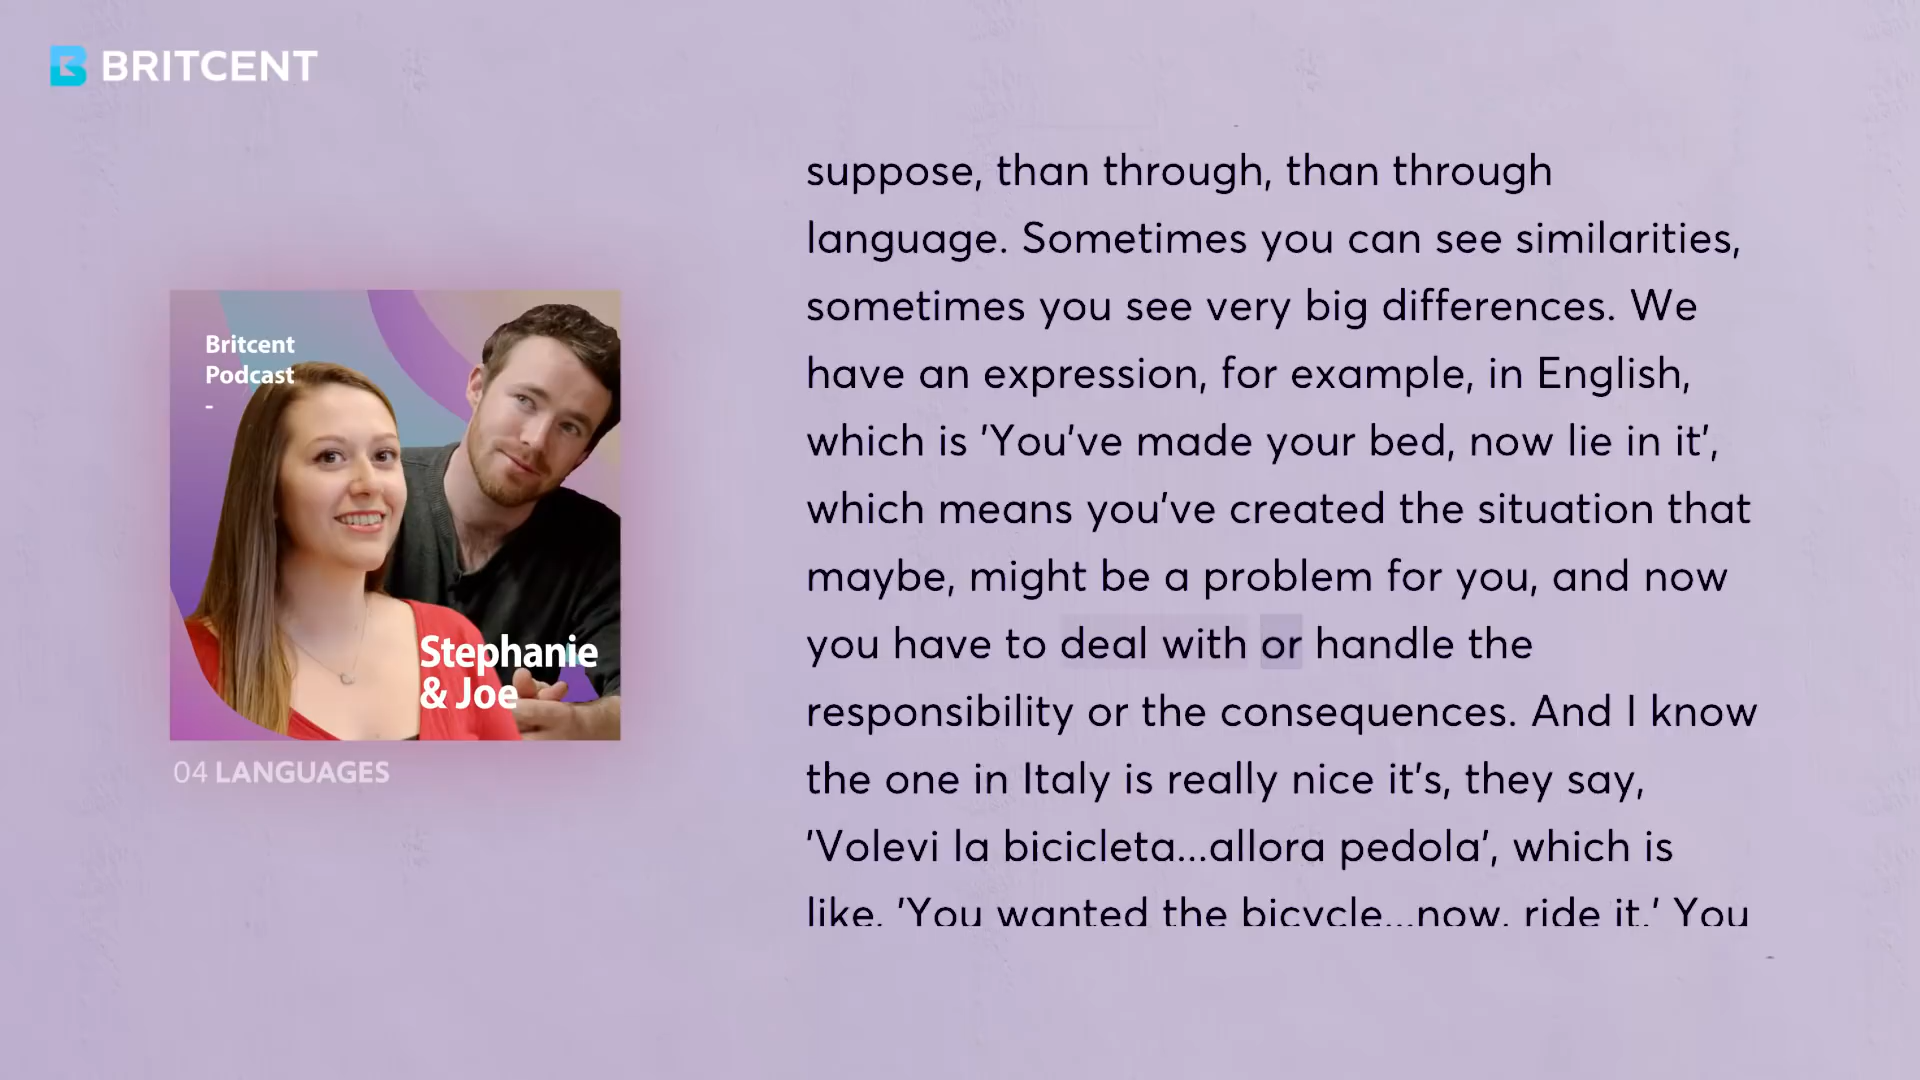 BRITCENT
Britcent
Podcast
-
Stephanie
& Joe
04 LANGUAGES
suppose, than through, than through
language. Sometimes you can see similarities,
sometimes you see very big differences. We
have an expression, for example, in English,
which is 'You've made your bed, now lie in it',
which means you've created the situation that
maybe, might be a problem for you, and now
you have to deal with or handle the
responsibility or the consequences. And I know
the one in Italy is really nice it's, they say,
'Volevi la bicicleta...allora pedola', which is
like, 'You wanted the bicycle...now, ride it.' You